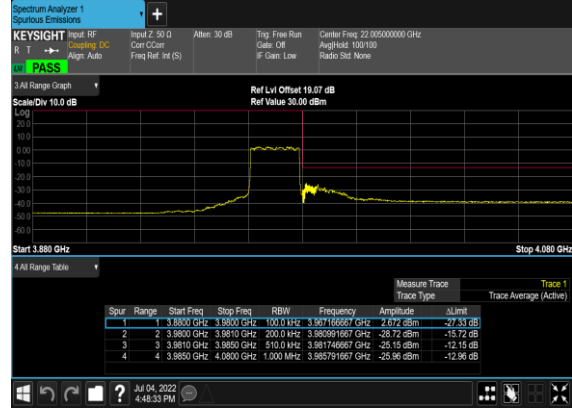 Spectrum Analyzer 1
Spurious Emissions
+
KEYSIGHT Input: RF Input Z: 50 Ω Atten: 30 dB Trig: Free Run Center Freq: 22.005000000 GHz
R T Coupling: DC Corr CCorr Gate: Off Avg|Hold: 100/100
Align: Auto Freq Ref: Int (S) IF Gain: Low Radio Std: None
PASS
3 All Range Graph
Ref Lvl Offset 19.07 dB
Scale/Div 10.0 dB Ref Value 30.00 dBm
Log
20.0
10.0
0.00
-10.0
-20.0
-30.0
-40.0
-50.0
-60.0
Start 3.880 GHz Stop 4.080 GHz
4 All Range Table
Measure Trace Trace 1
Trace Type Trace Average (Active)
Spur Range Start Freq Stop Freq RBW Frequency Amplitude ΔLimit
1 1 3.8800 GHz 3.9800 GHz 100.0 kHz 3.967166667 GHz 2.672 dBm -27.33 dB
2 2 3.9800 GHz 3.9810 GHz 200.0 kHz 3.980991667 GHz -28.72 dBm -15.72 dB
3 3 3.9810 GHz 3.9850 GHz 510.0 kHz 3.981746667 GHz -25.15 dBm -12.15 dB
4 4 3.9850 GHz 4.0800 GHz 1.000 MHz 3.985791667 GHz -25.96 dBm -12.96 dB
? Jul 04, 2022
4:48:33 PM